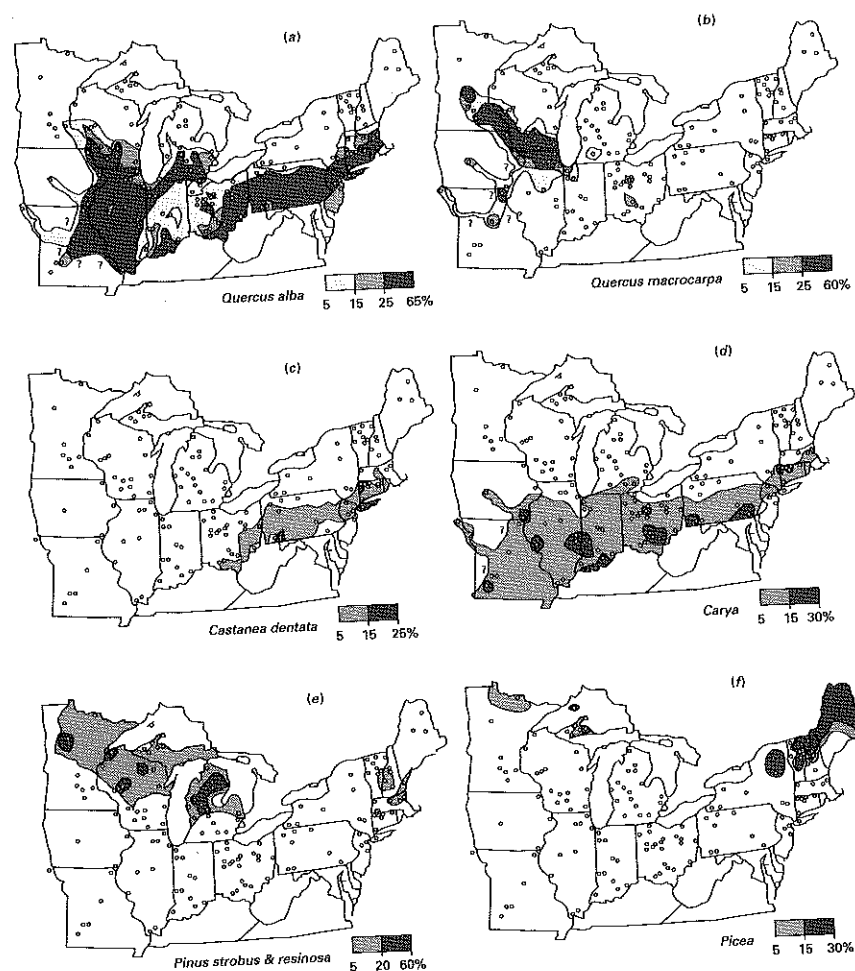 (a)
(b)
?
?
? ?
?
? ?
Quercus alba
5 15 25 65%
Quercus macrocarpa
5 15 25 60%
(c)
(d)
?
?
Castanea dentata
5 15 25%
Carya
5 15 30%
(e)
(f)
Pinus strobus & resinosa
5 20 60%
Picea
5 15 30%